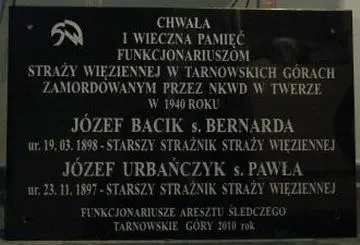 CHWAŁA
I WIECZNA PAMIĘĆ
FUNKCJONARIUSZOM
STRAŻY WIĘZIENNEJ W TARNOWSKICH GÓRACH
ZAMORDOWANYM PRZEZ NKWD W TWERZE
W 1940 ROKU
JÓZEF BACIK s. BERNARDA
ur. 19. 03. 1898 - STARSZY STRAŻNIK STRAŻY WIĘZIENNEJ
JÓZEF URBAŃCZYK s. PAWŁA
ur. 23. 11. 1897 - STARSZY STRAŻNIK STRAŻY WIĘZIENNEJ
FUNKCJONARIUSZE ARESZTU ŚLEDCZEGO
TARNOWSKIE GÓRY 2010 rok